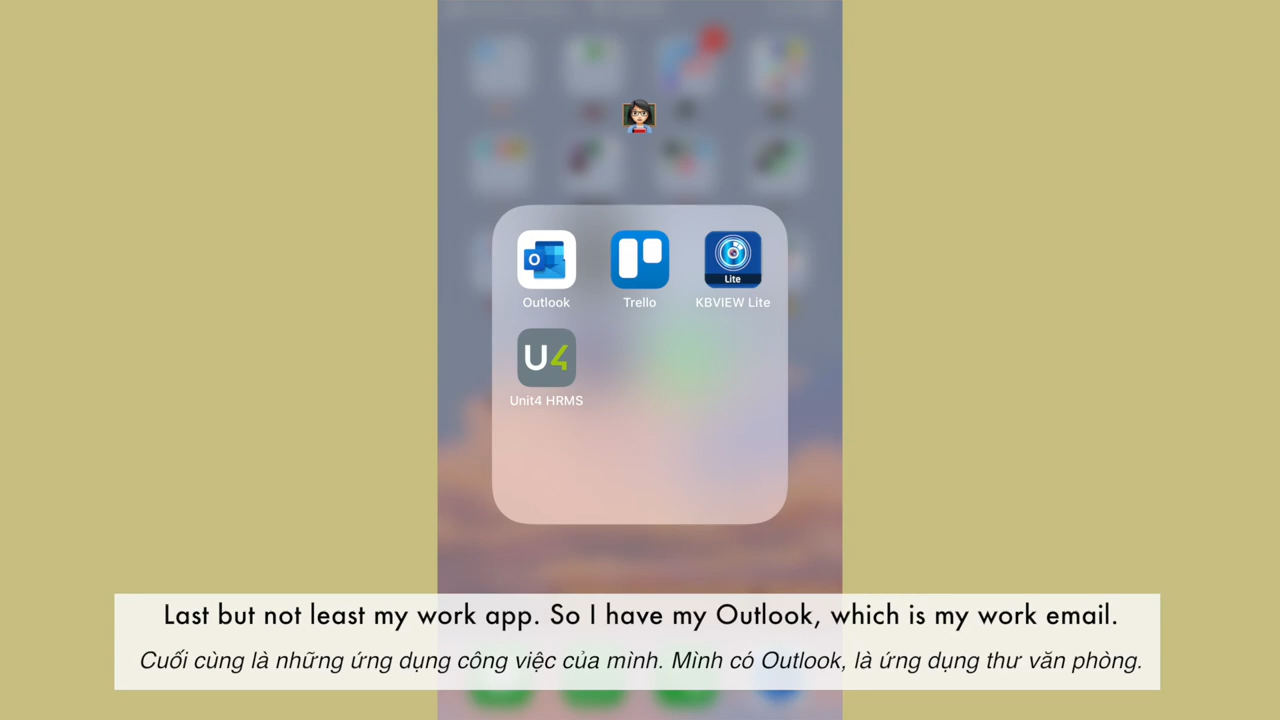 Outlook
Trello
Lite
KBVIEW Lite
U4
Unit4 HRMS
Last but not least my work app. So I have my Outlook, which is my work email.
Cuối cùng là những ứng dụng công việc của mình. Mình có Outlook, là ứng dụng thư văn phòng.